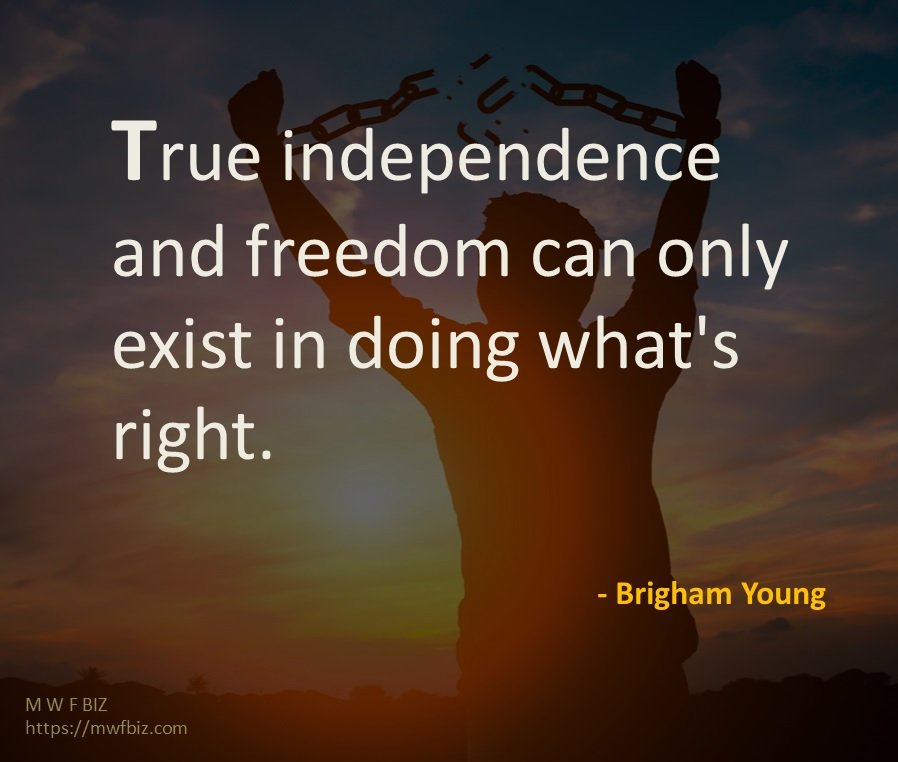 True independence
and freedom can only
exist in doing what's
right.
- Brigham Young
M W F BIZ
https://mwfbiz.com